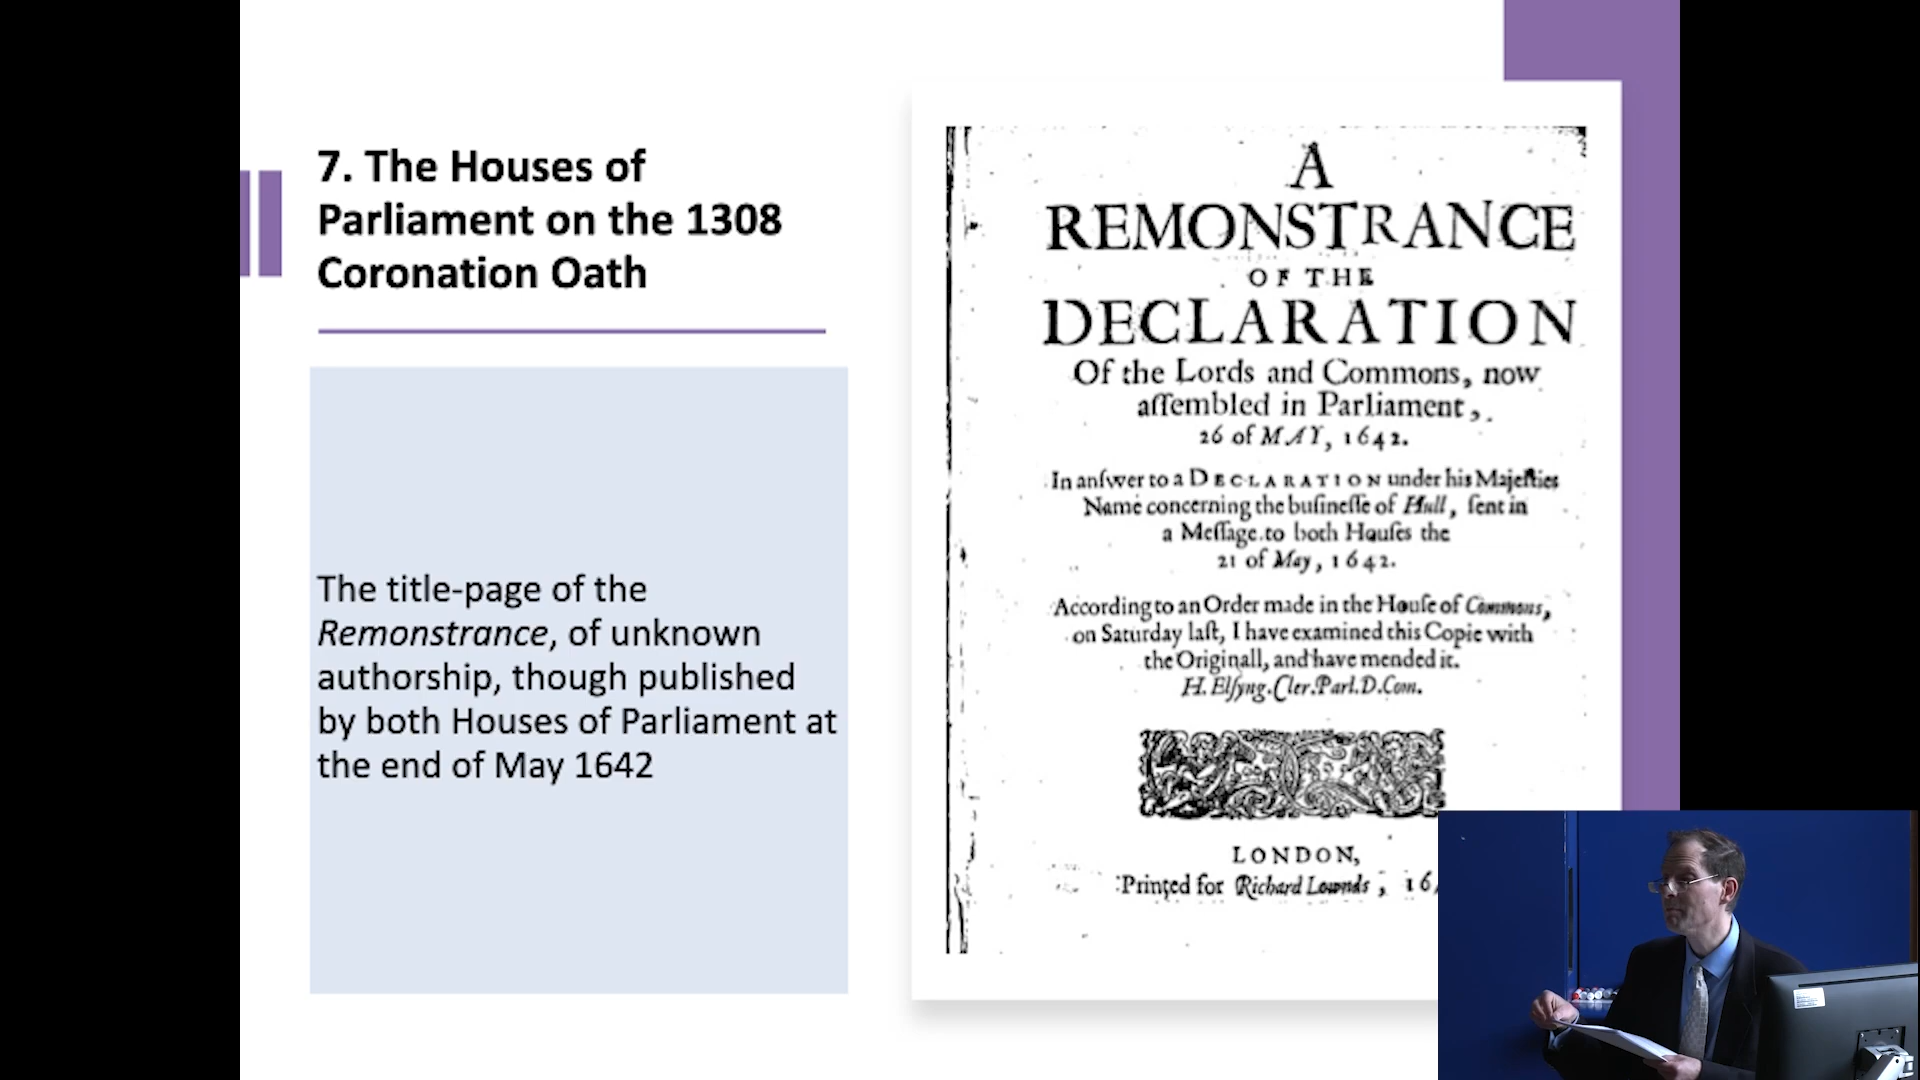 7. The Houses of
Parliament on the 1308
Coronation Oath
The title-page of the
Remonstrance, of unknown
authorship, though published
by both Houses of Parliament at
the end of May 1642
A
REMONSTRANCE
OF THE
DECLARATION
Of the Lords and Commons, now
aſſembled in Parliament,
26 of MAY, 1642.
In anſwer to a DECLARATION under his Majeſties
Name concerning the buſineſſe of Hull, ſent in
a Meſſage to both Houſes the
21 of May, 1642.
According to an Order made in the Houſe of Commons,
on Saturday laſt, I have examined this Copie with
the Originall, and have mended it.
H. Elſyng. Cler. Parl. D. Com.
LONDON,
Printed for Richard Lownds, 16